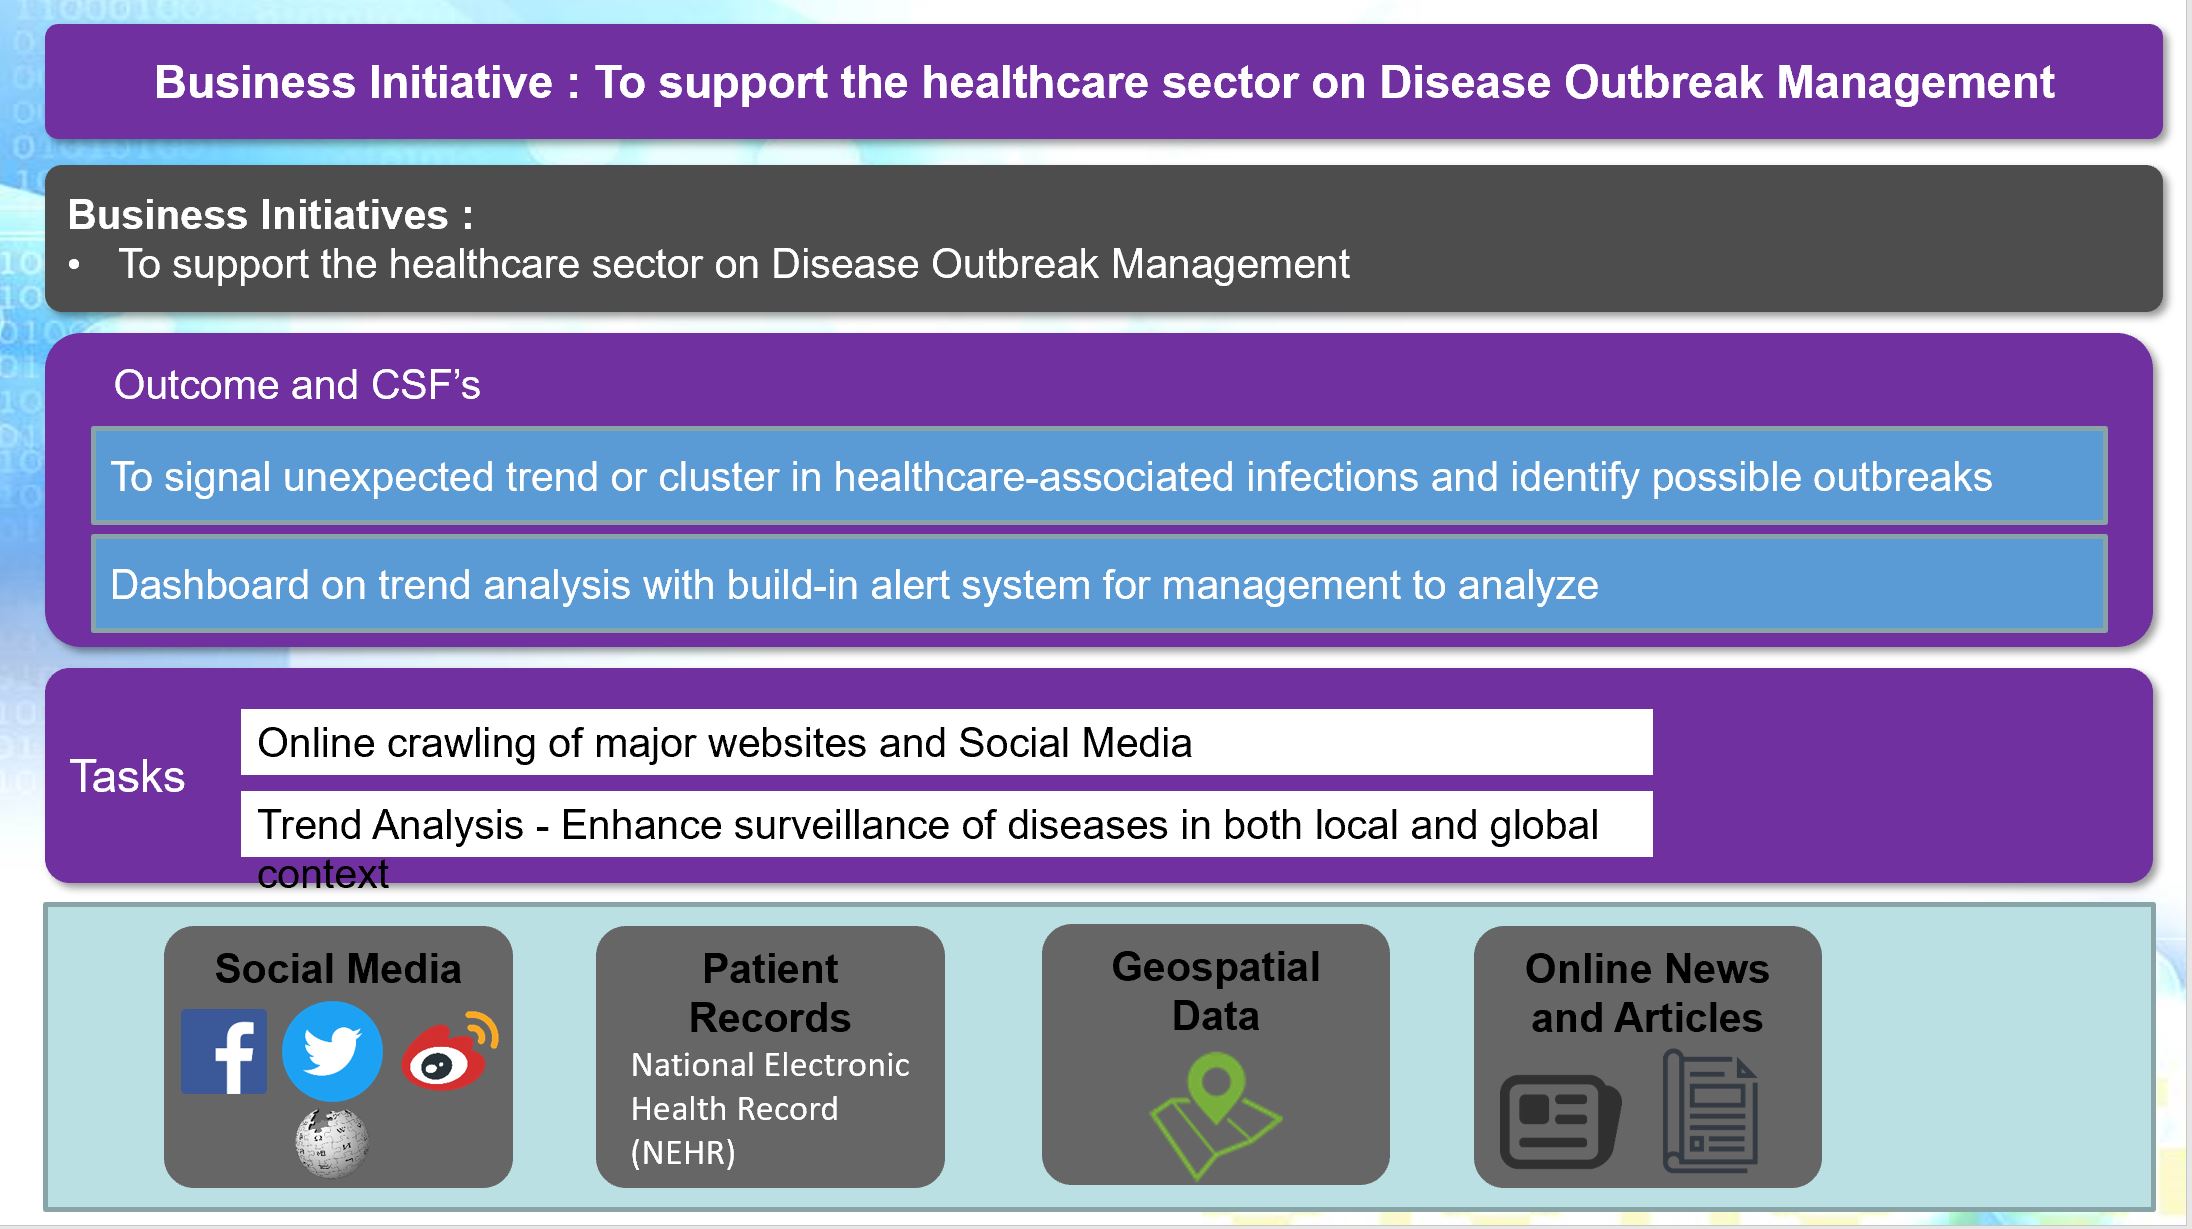 Business Initiative : To support the healthcare sector on Disease Outbreak Management
Business Initiatives :
• To support the healthcare sector on Disease Outbreak Management
Outcome and CSF’s
To signal unexpected trend or cluster in healthcare-associated infections and identify possible outbreaks
Dashboard on trend analysis with build-in alert system for management to analyze
Tasks
Online crawling of major websites and Social Media
Trend Analysis - Enhance surveillance of diseases in both local and global
context
Social Media
Patient
Records
National Electronic
Health Record
(NEHR)
Geospatial
Data
Online News
and Articles